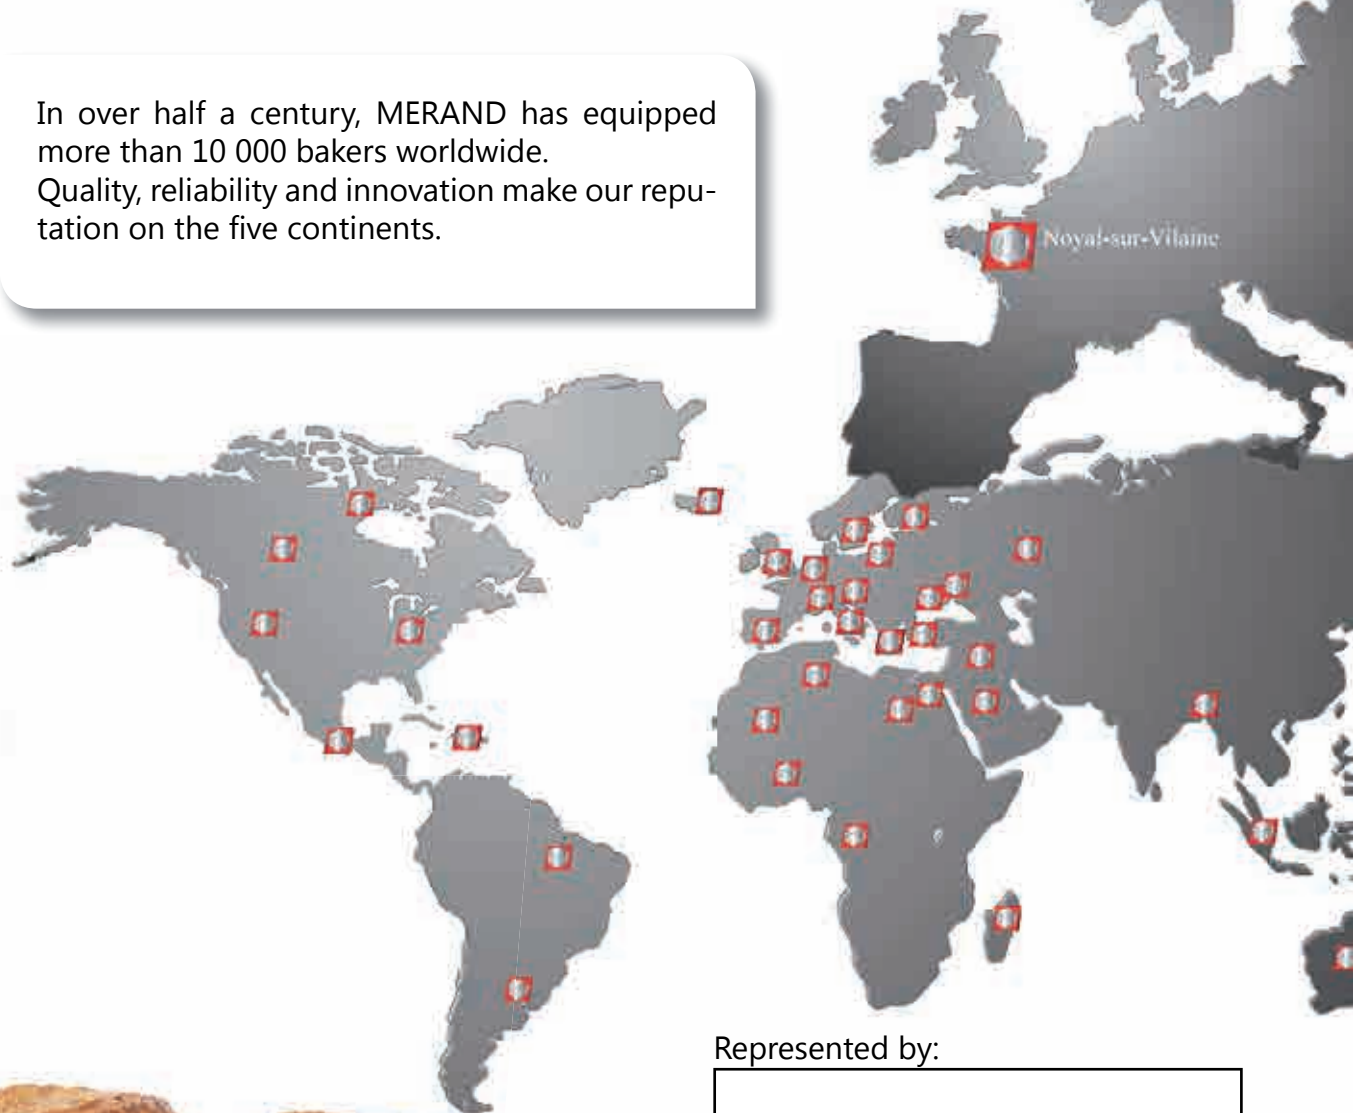 In over half a century, MERAND has equipped
more than 10 000 bakers worldwide.
Quality, reliability and innovation make our repu-
tation on the five continents.
Noyal-sur-Vilaine
Represented by: